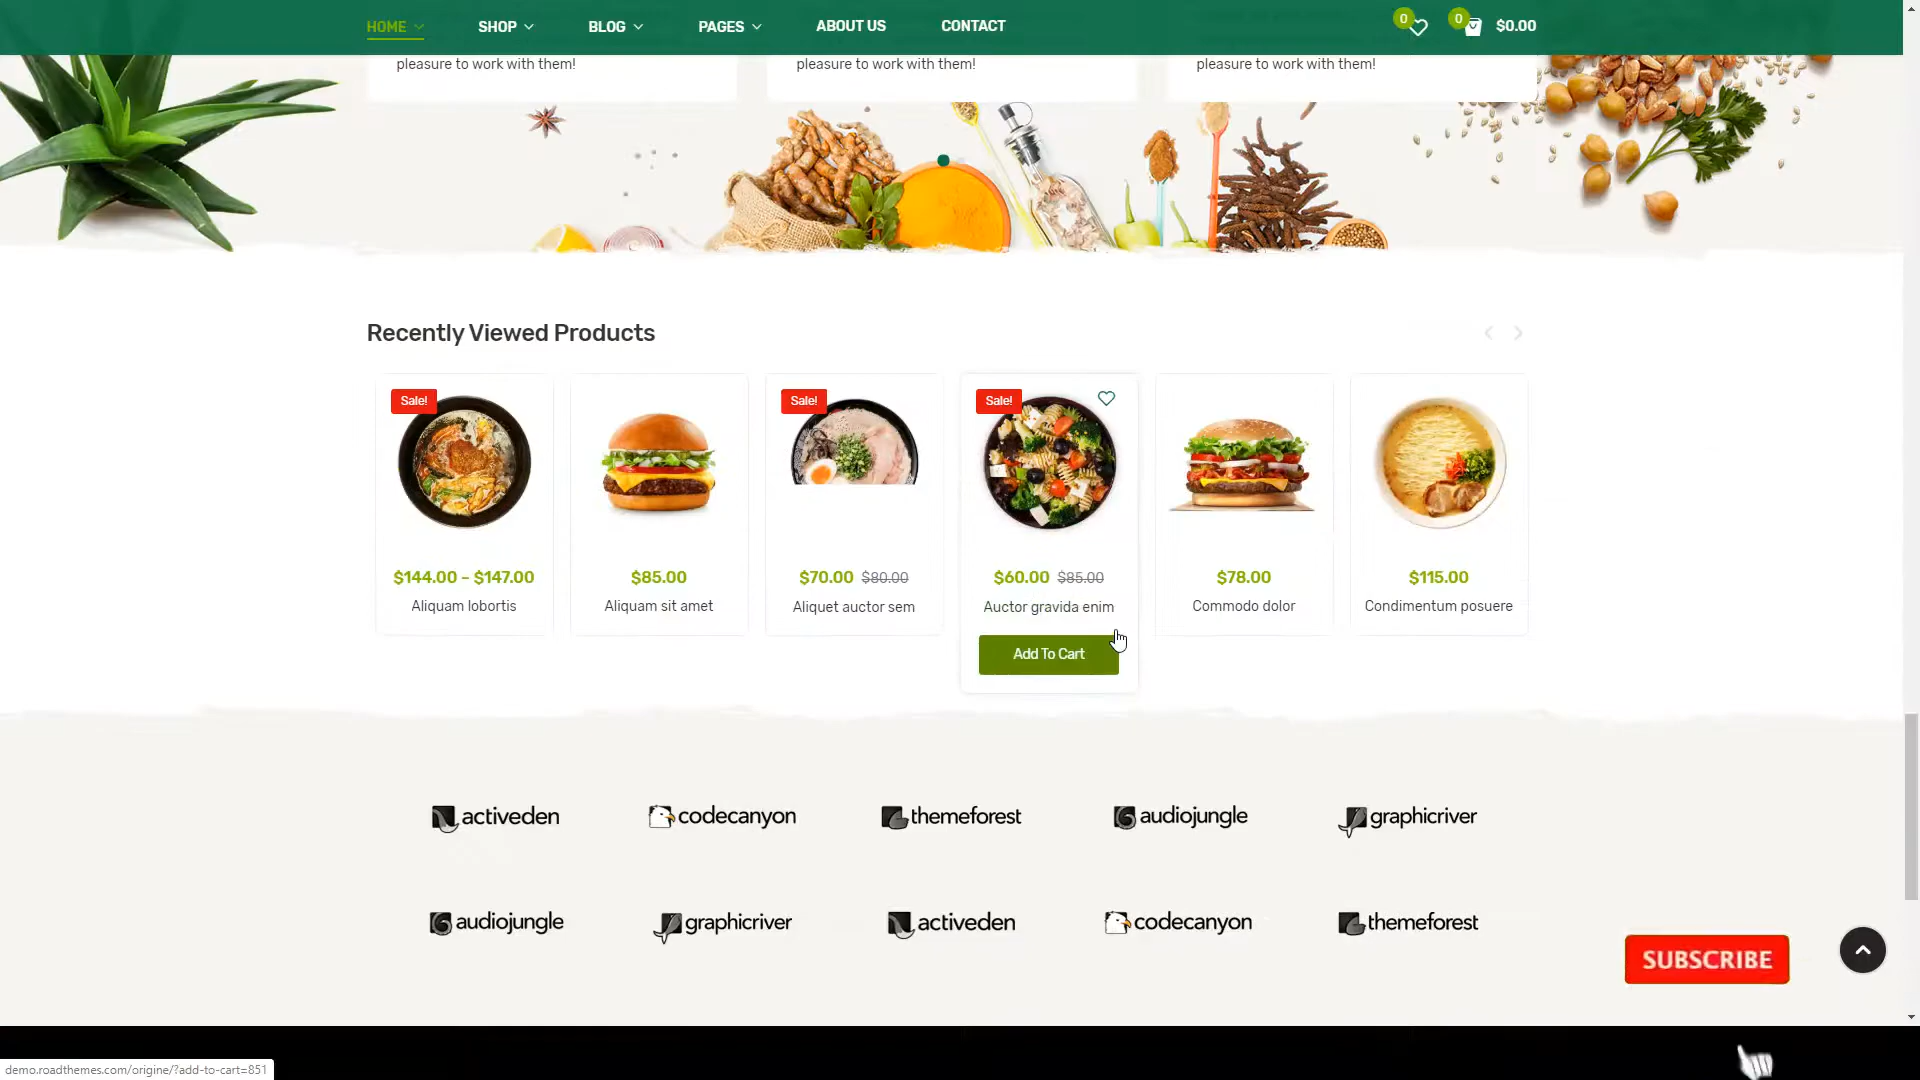 HOME
SHOP
BLOG
PAGES
ABOUT US
CONTACT
0
0
$0.00
pleasure to work with them!
pleasure to work with them!
pleasure to work with them!
Recently Viewed Products
Sale!
Sale!
Sale!
$144.00 – $147.00
$85.00
$70.00 $80.00
$60.00 $85.00
$78.00
$115.00
Aliquam lobortis
Aliquam sit amet
Aliquet auctor sem
Auctor gravida enim
Commodo dolor
Condimentum posuere
Add To Cart
activeden
codecanyon
themeforest
audiojungle
graphicriver
audiojungle
graphicriver
activeden
codecanyon
themeforest
SUBSCRIBE
demo.roadthemes.com/origine/?add-to-cart=851